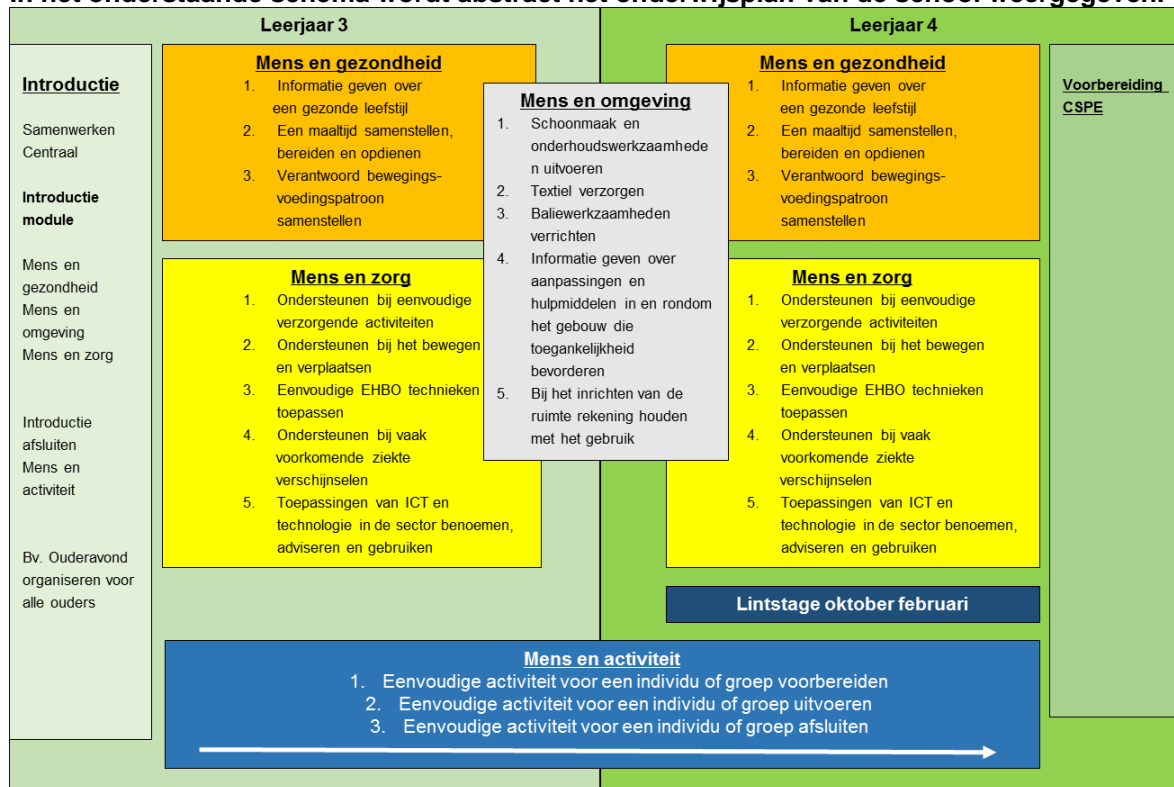 In het onderstaande schema wordt abstract het onderwijsplan van de school weergegeven.
Leerjaar 3
Leerjaar 4
Introductie
Samenwerken
Centraal
Introductie
module
Mens en
gezondheid
Mens en
omgeving
Mens en zorg
Introductie
afsluiten
Mens en
activiteit
Bv. Ouderavond
organiseren voor
alle ouders
Mens en gezondheid
1. Informatie geven over
een gezonde leefstijl
2. Een maaltijd samenstellen,
bereiden en opdienen
3. Verantwoord bewegings-
voedingspatroon
samenstellen
Mens en zorg
1. Ondersteunen bij eenvoudige
verzorgende activiteiten
2. Ondersteunen bij het bewegen
en verplaatsen
3. Eenvoudige EHBO technieken
toepassen
4. Ondersteunen bij vaak
voorkomende ziekte
verschijnselen
5. Toepassingen van ICT en
technologie in de sector benoemen,
adviseren en gebruiken
Mens en omgeving
1. Schoonmaak en
onderhoudswerkzaamhede
n uitvoeren
2. Textiel verzorgen
3. Baliewerkzaamheden
verrichten
4. Informatie geven over
aanpassingen en
hulpmiddelen in en rondom
het gebouw die
toegankelijkheid
bevorderen
5. Bij het inrichten van de
ruimte rekening houden
met het gebruik
Mens en gezondheid
1. Informatie geven over
een gezonde leefstijl
2. Een maaltijd samenstellen,
bereiden en opdienen
3. Verantwoord bewegings-
voedingspatroon
samenstellen
Mens en zorg
1. Ondersteunen bij eenvoudige
verzorgende activiteiten
2. Ondersteunen bij het bewegen
en verplaatsen
3. Eenvoudige EHBO technieken
toepassen
4. Ondersteunen bij vaak
voorkomende ziekte
verschijnselen
5. Toepassingen van ICT en
technologie in de sector benoemen,
adviseren en gebruiken
Lintstage oktober februari
Mens en activiteit
1. Eenvoudige activiteit voor een individu of groep voorbereiden
2. Eenvoudige activiteit voor een individu of groep uitvoeren
3. Eenvoudige activiteit voor een individu of groep afsluiten
Voorbereiding
CSPE